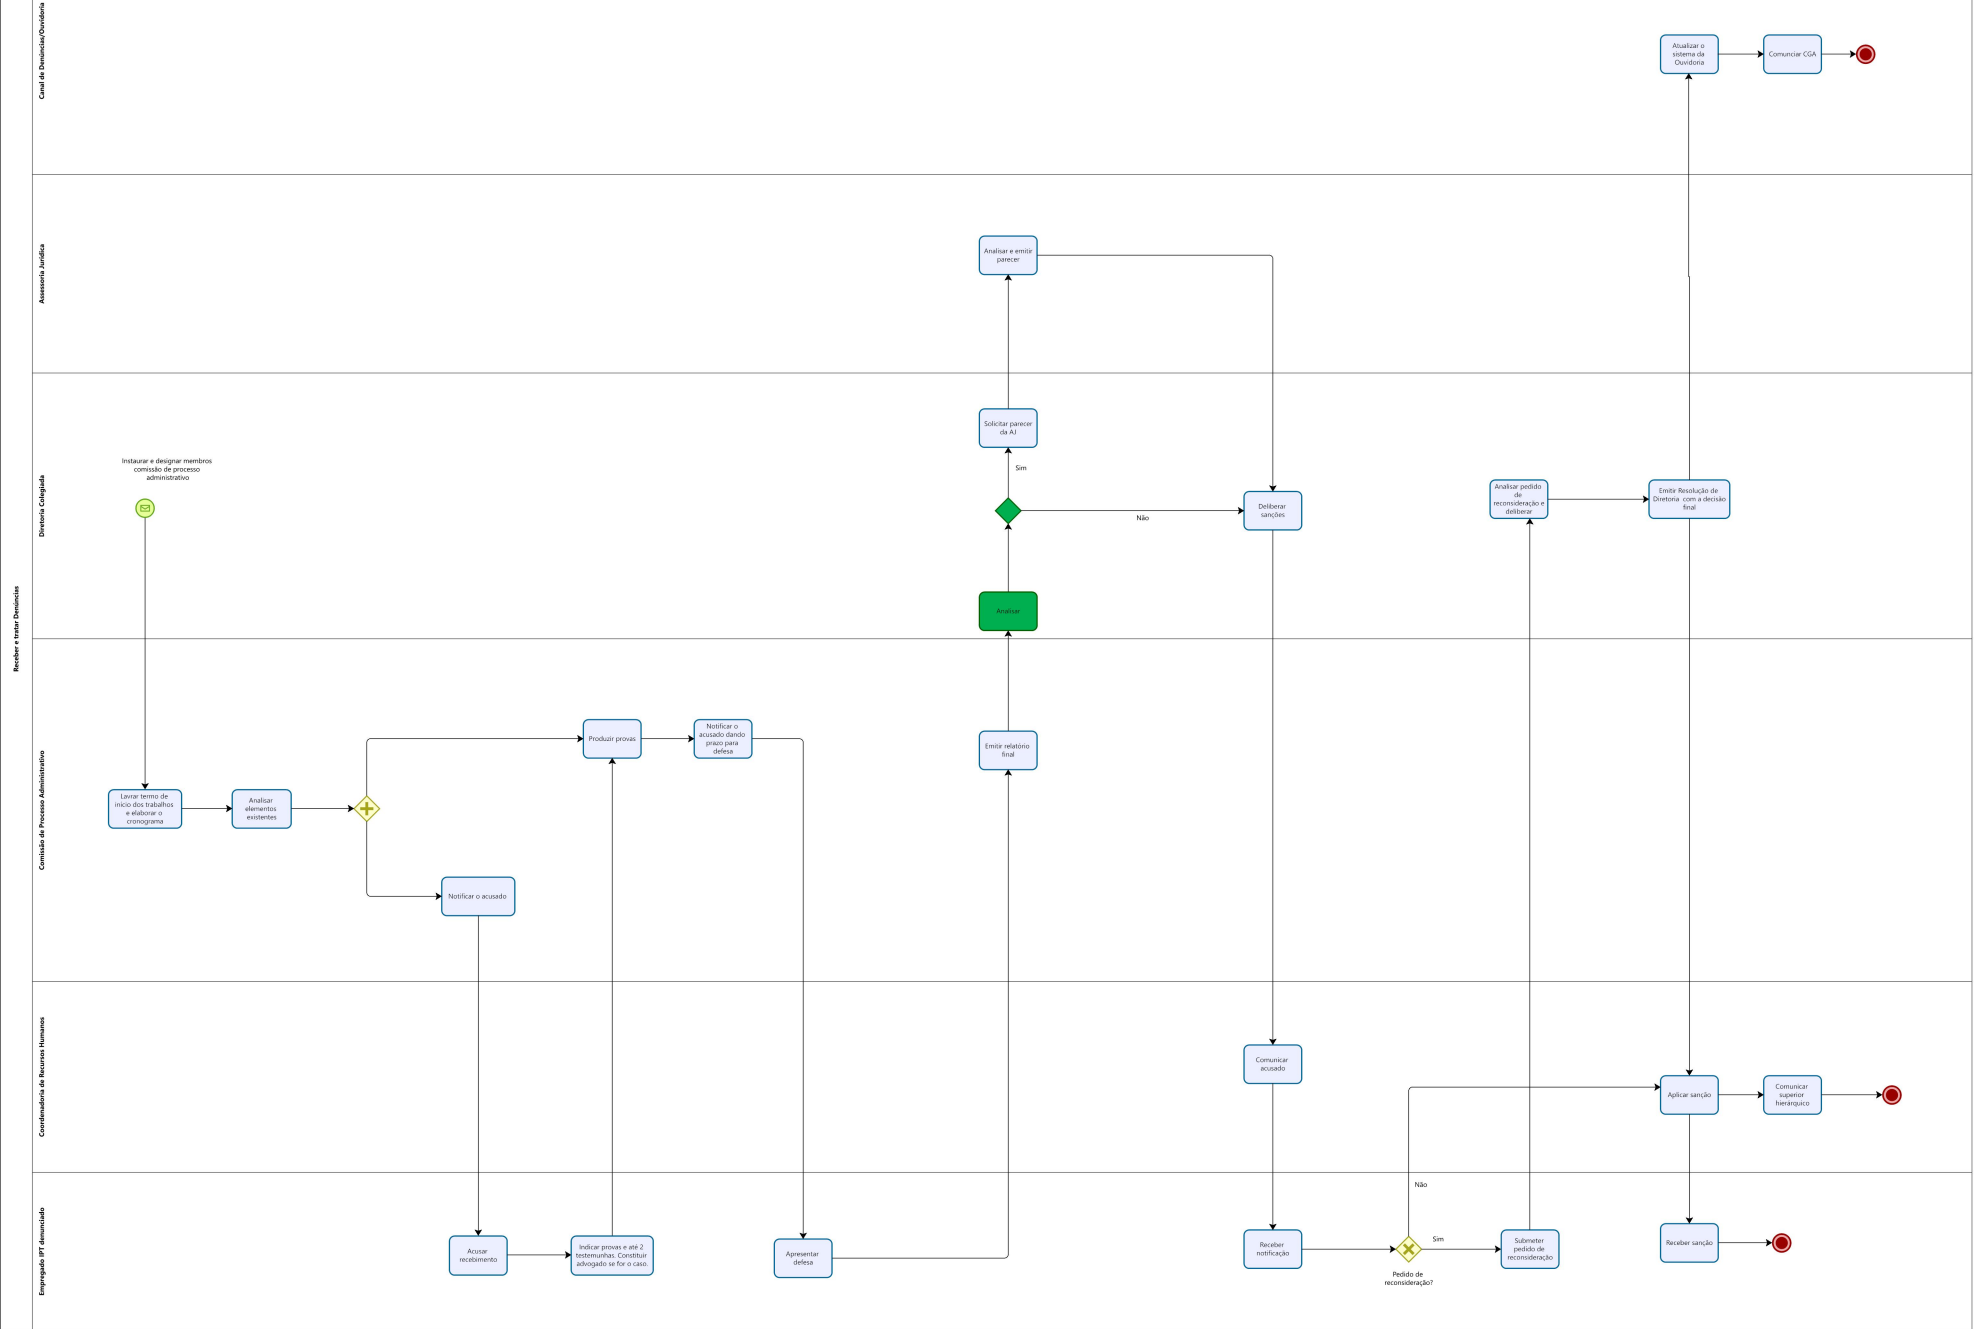 Receber e tratar Denúncias
Canal de Denúncias/Ouvidoria
Atualizar o
sistema da
Ouvidoria
Comunciar CGA
Assessoria Jurídica
Analisar e emitir
parecer
Diretoria Colegiada
Instaurar e designar membros
comissão de processo
administrativo
Solicitar parecer
da AJ
Sim
Não
Analisar
Deliberar
sanções
Analisar pedido
de
reconsideração e
deliberar
Emitir Resolução de
Diretoria com a decisão
final
Comissão de Processo Administrativo
Lavrar termo de
início dos trabalhos
e elaborar o
cronograma
Analisar
elementos
existentes
Produzir provas
Notificar o
acusado dando
prazo para
defesa
Notificar o acusado
Emitir relatório
final
Coordenadoria de Recursos Humanos
Comunicar
acusado
Aplicar sanção
Comunicar
superior
hierárquico
Empregado IPT denunciado
Acusar
recebimento
Indicar provas e até 2
testemunhas. Constituir
advogado se for o caso.
Apresentar
defesa
Receber
notificação
Não
Sim
Pedido de
reconsideração?
Submeter
pedido de
reconsideração
Receber sanção